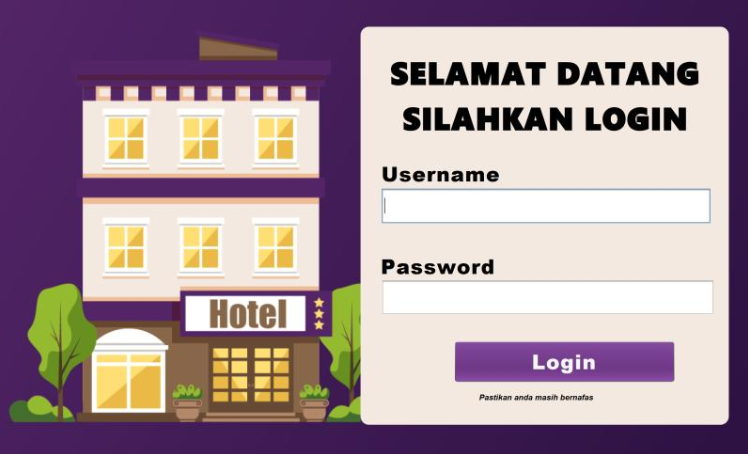 SELAMAT DATANG
SILAHKAN LOGIN
Username
Password
Hotel
Login
Pastikan anda masih bernafas